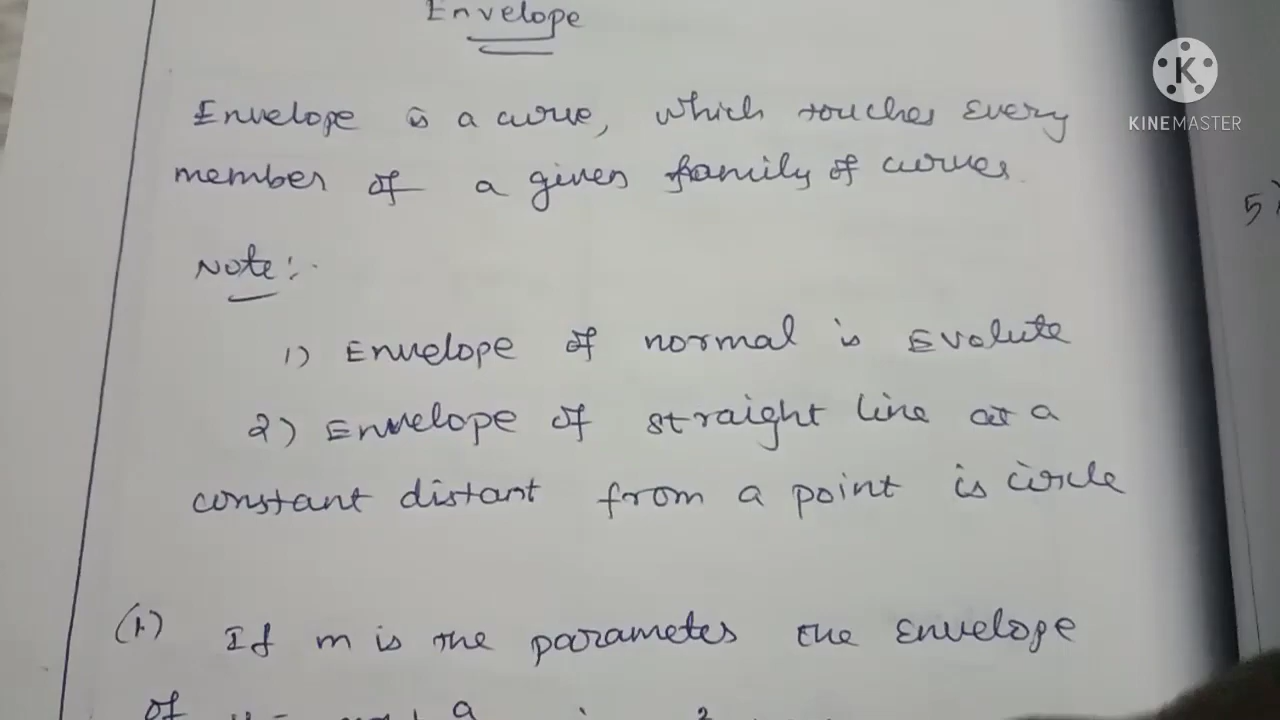 Envelope
Envelope is a curve, which touches every
member of a given family of curves.
Note:-
1) Envelope of normal is Evolute
2) Envelope of straight line at a
constant distant from a point is circle
(1) If m is the parameter the Envelope
of
5)
K
KINEMASTER